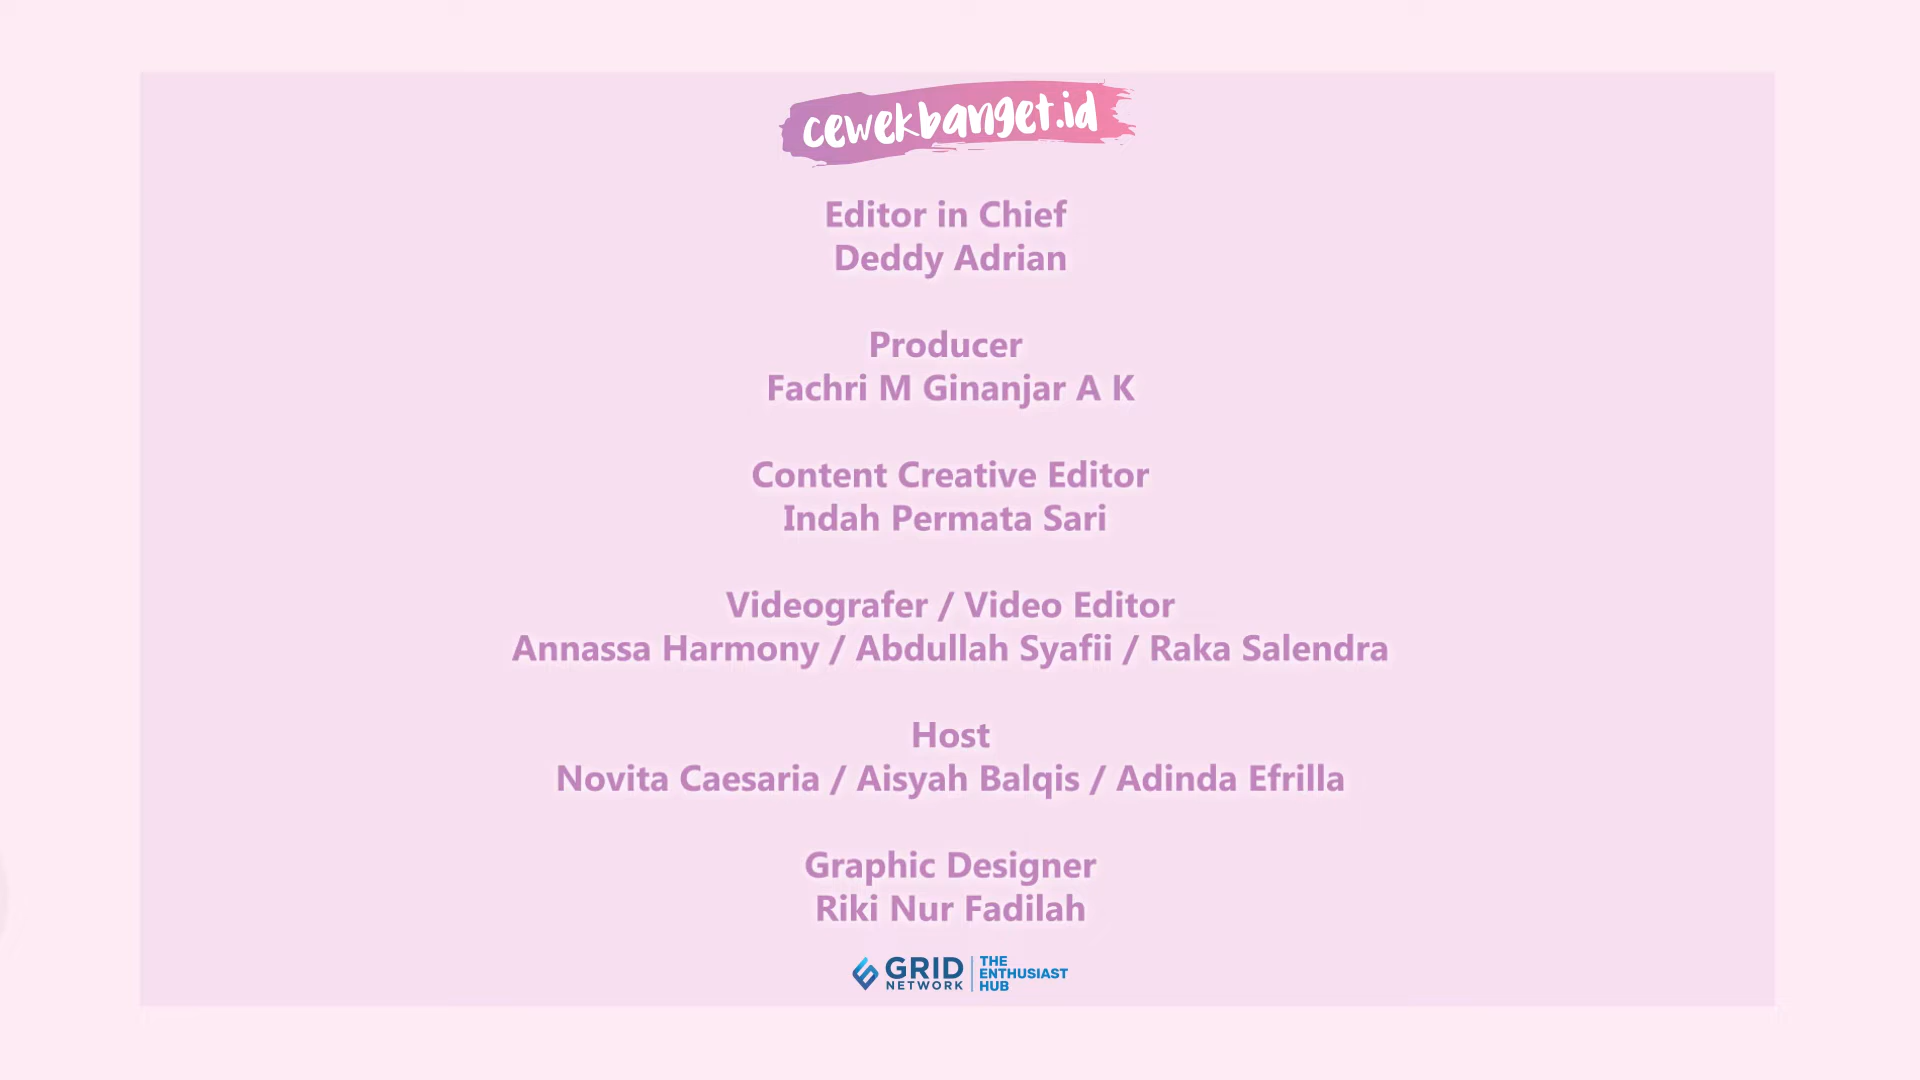 cewekbanget.id
Editor in Chief
Deddy Adrian
Producer
Fachri M Ginanjar A K
Content Creative Editor
Indah Permata Sari
Videografer / Video Editor
Annassa Harmony / Abdullah Syafii / Raka Salendra
Host
Novita Caesaria / Aisyah Balqis / Adinda Efrilla
Graphic Designer
Riki Nur Fadilah
GRID
NETWORK
THE
ENTHUSIAST
HUB